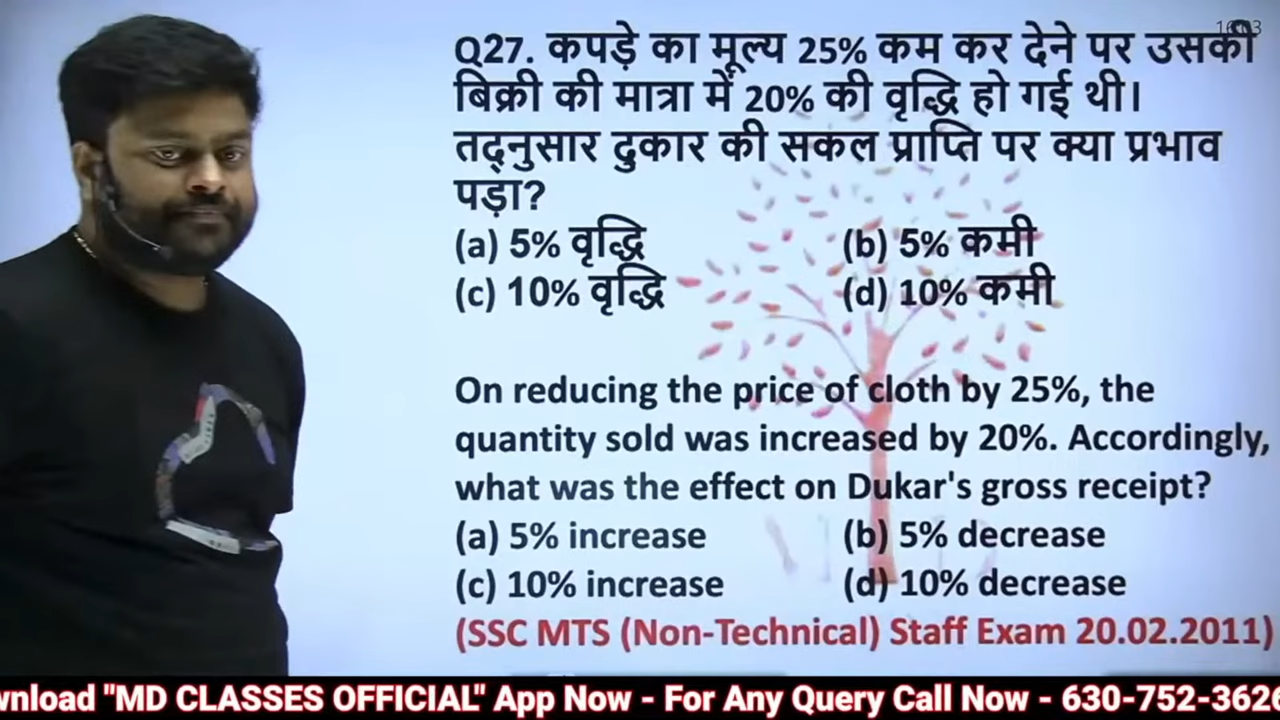 Q27. कपड़े का मूल्य 25% कम कर देने पर उसकी
बिक्री की मात्रा में 20% की वृद्धि हो गई थी।
तद्नुसार दुकार की सकल प्राप्ति पर क्या प्रभाव
पड़ा?
(a) 5% वृद्धि (b) 5% कमी
(c) 10% वृद्धि (d) 10% कमी
On reducing the price of cloth by 25%, the
quantity sold was increased by 20%. Accordingly,
what was the effect on Dukar's gross receipt?
(a) 5% increase (b) 5% decrease
(c) 10% increase (d) 10% decrease
(SSC MTS (Non-Technical) Staff Exam 20.02.2011)
wnload "MD CLASSES OFFICIAL" App Now - For Any Query Call Now - 630-752-3626